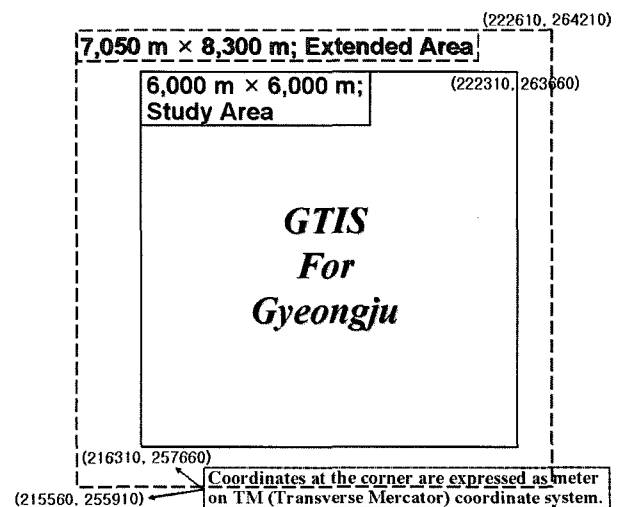 (222610, 264210)
7,050 m × 8,300 m; Extended Area
6,000 m × 6,000 m;
Study Area
(222310, 263660)
GTIS
For
Gyeongju
(216310, 257660)
Coordinates at the corner are expressed as meter
on TM (Transverse Mercator) coordinate system.
(215560, 255910)